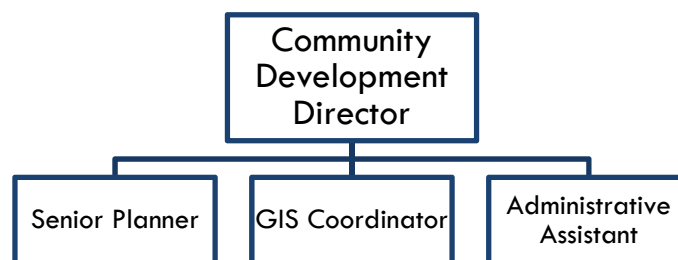 Community
Development
Director
Senior Planner
GIS Coordinator
Administrative
Assistant